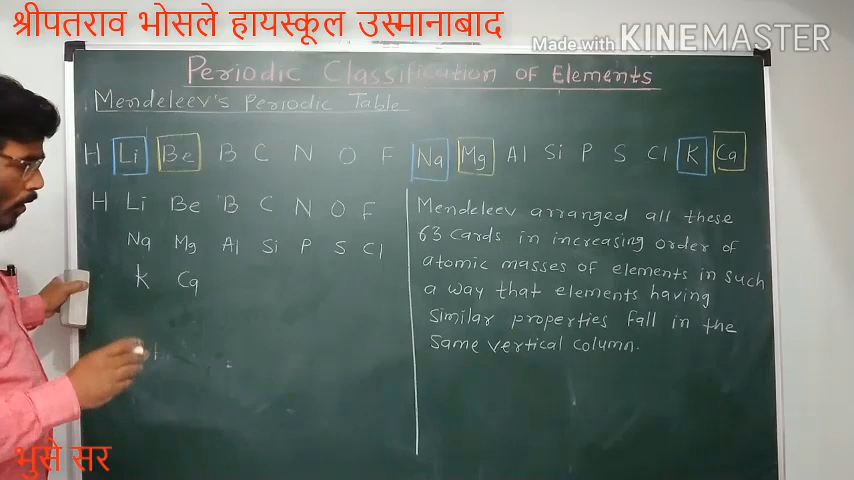 श्रीपतराव भोसले हायस्कूल उस्मानाबाद
Made with KINEMASTER
Periodic Classification of Elements
Mendeleev's Periodic Table
H Li Be B C N O F Na Mg Al Si P S Cl K Ca
H Li Be B C N O F
Na Mg Al Si P S Cl
K Ca
Mendeleev arranged all these
63 cards in increasing order of
atomic masses of elements in such
a way that elements having
similar properties fall in the
same vertical column.
भुसे सर